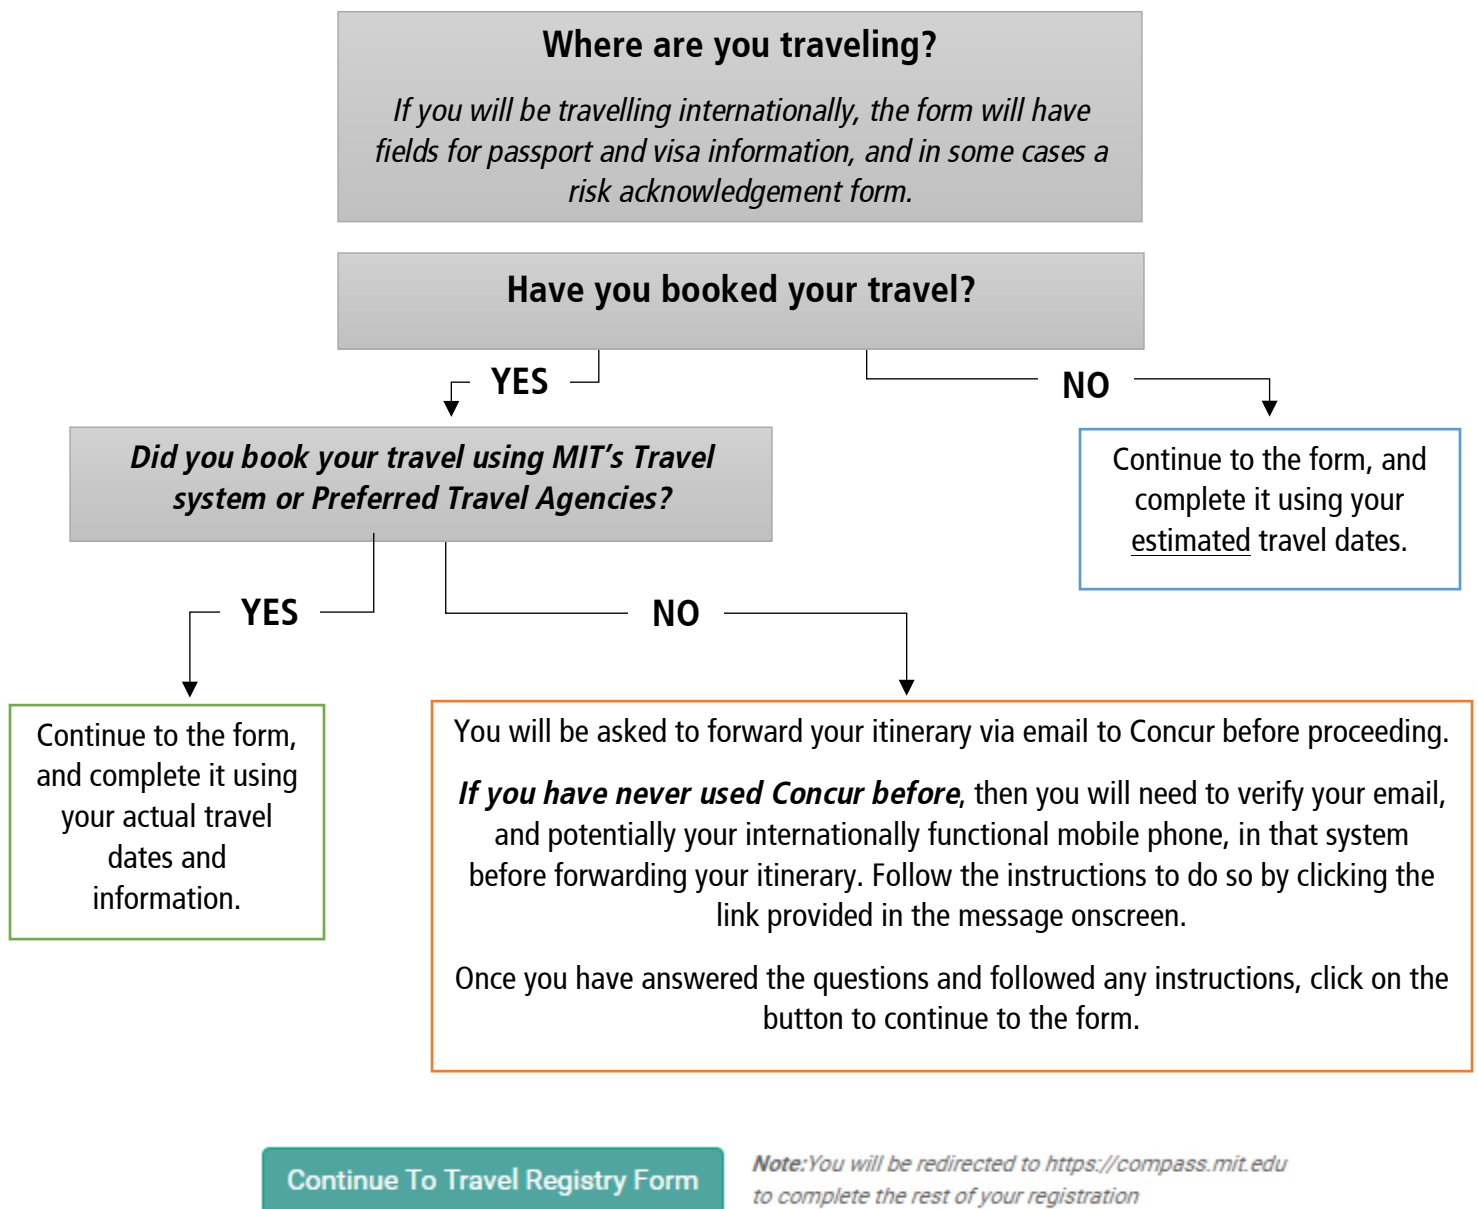 Where are you traveling?
If you will be travelling internationally, the form will have
fields for passport and visa information, and in some cases a
risk acknowledgement form.
Have you booked your travel?
YES
NO
Did you book your travel using MIT’s Travel
system or Preferred Travel Agencies?
Continue to the form, and
complete it using your
estimated travel dates.
YES
NO
Continue to the form,
and complete it using
your actual travel
dates and
information.
You will be asked to forward your itinerary via email to Concur before proceeding.
If you have never used Concur before, then you will need to verify your email,
and potentially your internationally functional mobile phone, in that system
before forwarding your itinerary. Follow the instructions to do so by clicking the
link provided in the message onscreen.
Once you have answered the questions and followed any instructions, click on the
button to continue to the form.
Continue To Travel Registry Form
Note:You will be redirected to https://compass.mit.edu
to complete the rest of your registration